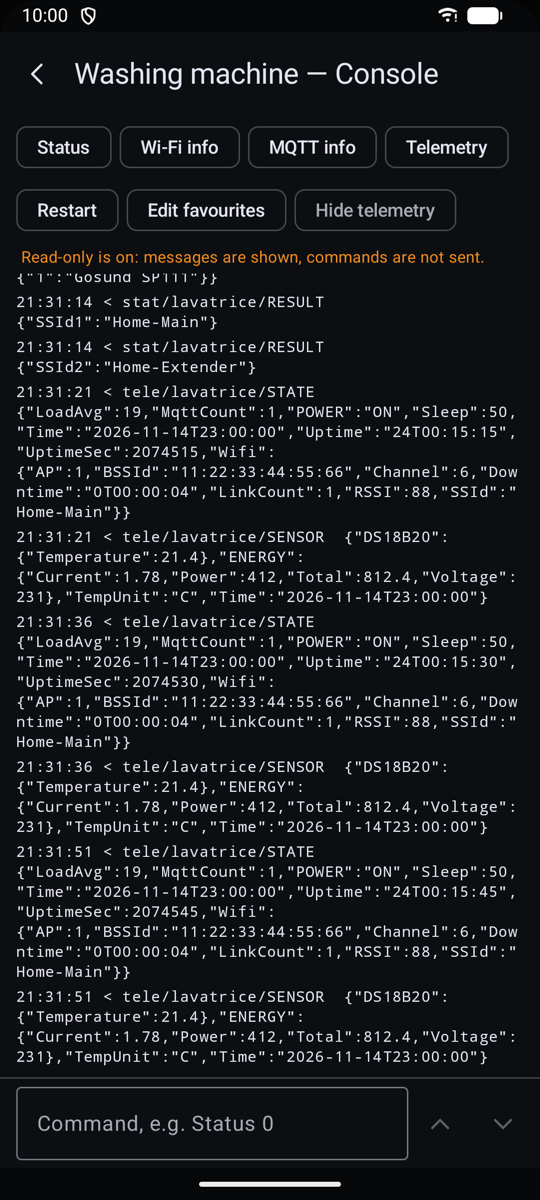 10:00
Washing machine — Console
Status Wi-Fi info MQTT info Telemetry
Restart Edit favourites Hide telemetry
Read-only is on: messages are shown, commands are not sent.
{"1":"Gosund SP111"}}
21:31:14 < stat/lavatrice/RESULT
{"SSId1":"Home-Main"}
21:31:14 < stat/lavatrice/RESULT
{"SSId2":"Home-Extender"}
21:31:21 < tele/lavatrice/STATE
{"LoadAvg":19,"MqttCount":1,"POWER":"ON","Sleep":50,
"Time":"2026-11-14T23:00:00","Uptime":"24T00:15:15",
"UptimeSec":2074515,"Wifi":
{"AP":1,"BSSId":"11:22:33:44:55:66","Channel":6,"Dow
ntime":"0T00:00:04","LinkCount":1,"RSSI":88,"SSId":"
Home-Main"}}
21:31:21 < tele/lavatrice/SENSOR  {"DS18B20":
{"Temperature":21.4},"ENERGY":
{"Current":1.78,"Power":412,"Total":812.4,"Voltage":
231},"TempUnit":"C","Time":"2026-11-14T23:00:00"}
21:31:36 < tele/lavatrice/STATE
{"LoadAvg":19,"MqttCount":1,"POWER":"ON","Sleep":50,
"Time":"2026-11-14T23:00:00","Uptime":"24T00:15:30",
"UptimeSec":2074530,"Wifi":
{"AP":1,"BSSId":"11:22:33:44:55:66","Channel":6,"Dow
ntime":"0T00:00:04","LinkCount":1,"RSSI":88,"SSId":"
Home-Main"}}
21:31:36 < tele/lavatrice/SENSOR  {"DS18B20":
{"Temperature":21.4},"ENERGY":
{"Current":1.78,"Power":412,"Total":812.4,"Voltage":
231},"TempUnit":"C","Time":"2026-11-14T23:00:00"}
21:31:51 < tele/lavatrice/STATE
{"LoadAvg":19,"MqttCount":1,"POWER":"ON","Sleep":50,
"Time":"2026-11-14T23:00:00","Uptime":"24T00:15:45",
"UptimeSec":2074545,"Wifi":
{"AP":1,"BSSId":"11:22:33:44:55:66","Channel":6,"Dow
ntime":"0T00:00:04","LinkCount":1,"RSSI":88,"SSId":"
Home-Main"}}
21:31:51 < tele/lavatrice/SENSOR  {"DS18B20":
{"Temperature":21.4},"ENERGY":
{"Current":1.78,"Power":412,"Total":812.4,"Voltage":
231},"TempUnit":"C","Time":"2026-11-14T23:00:00"}
Command, e.g. Status 0